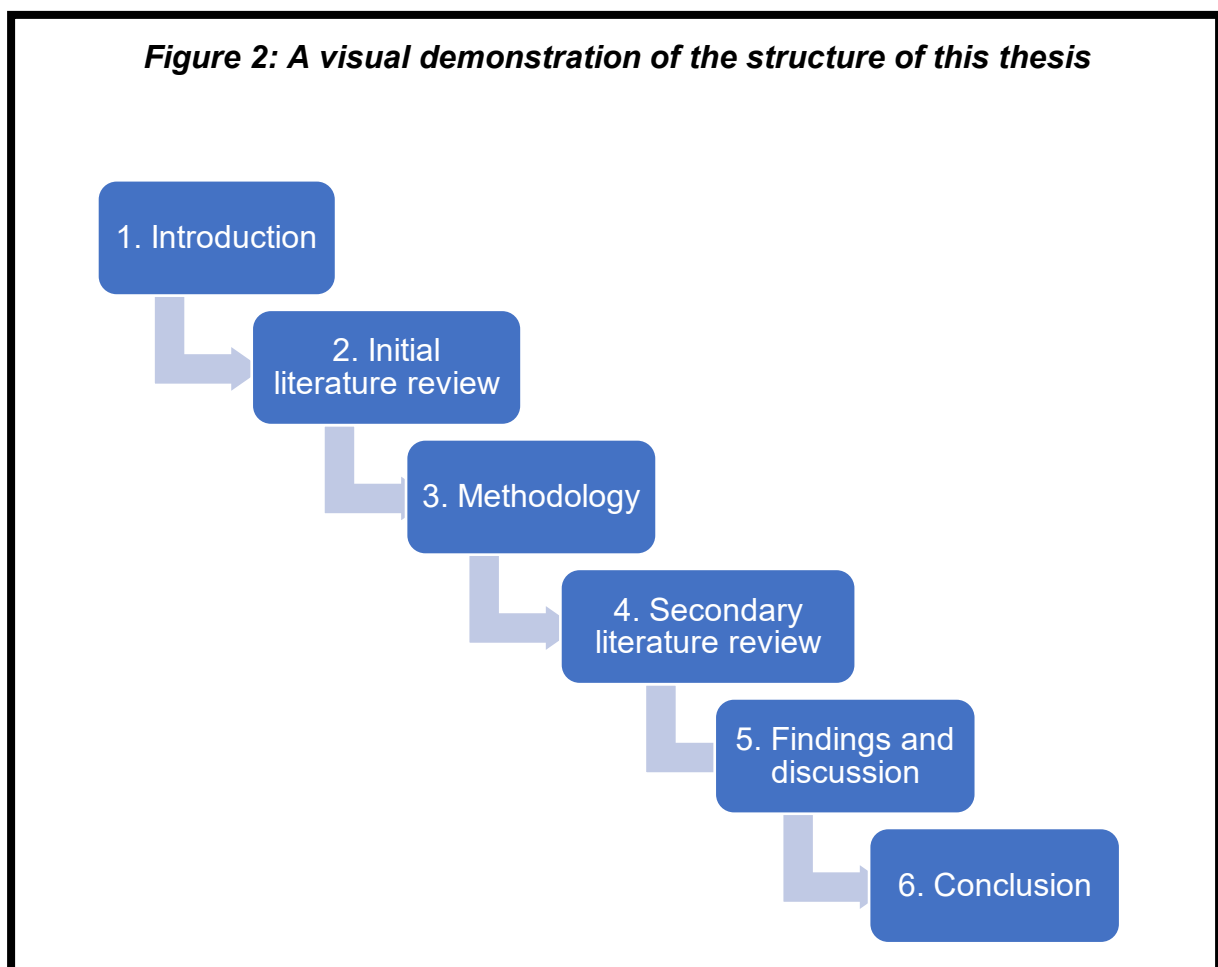 Figure 2: A visual demonstration of the structure of this thesis
1. Introduction
2. Initial
literature review
3. Methodology
4. Secondary
literature review
5. Findings and
discussion
6. Conclusion